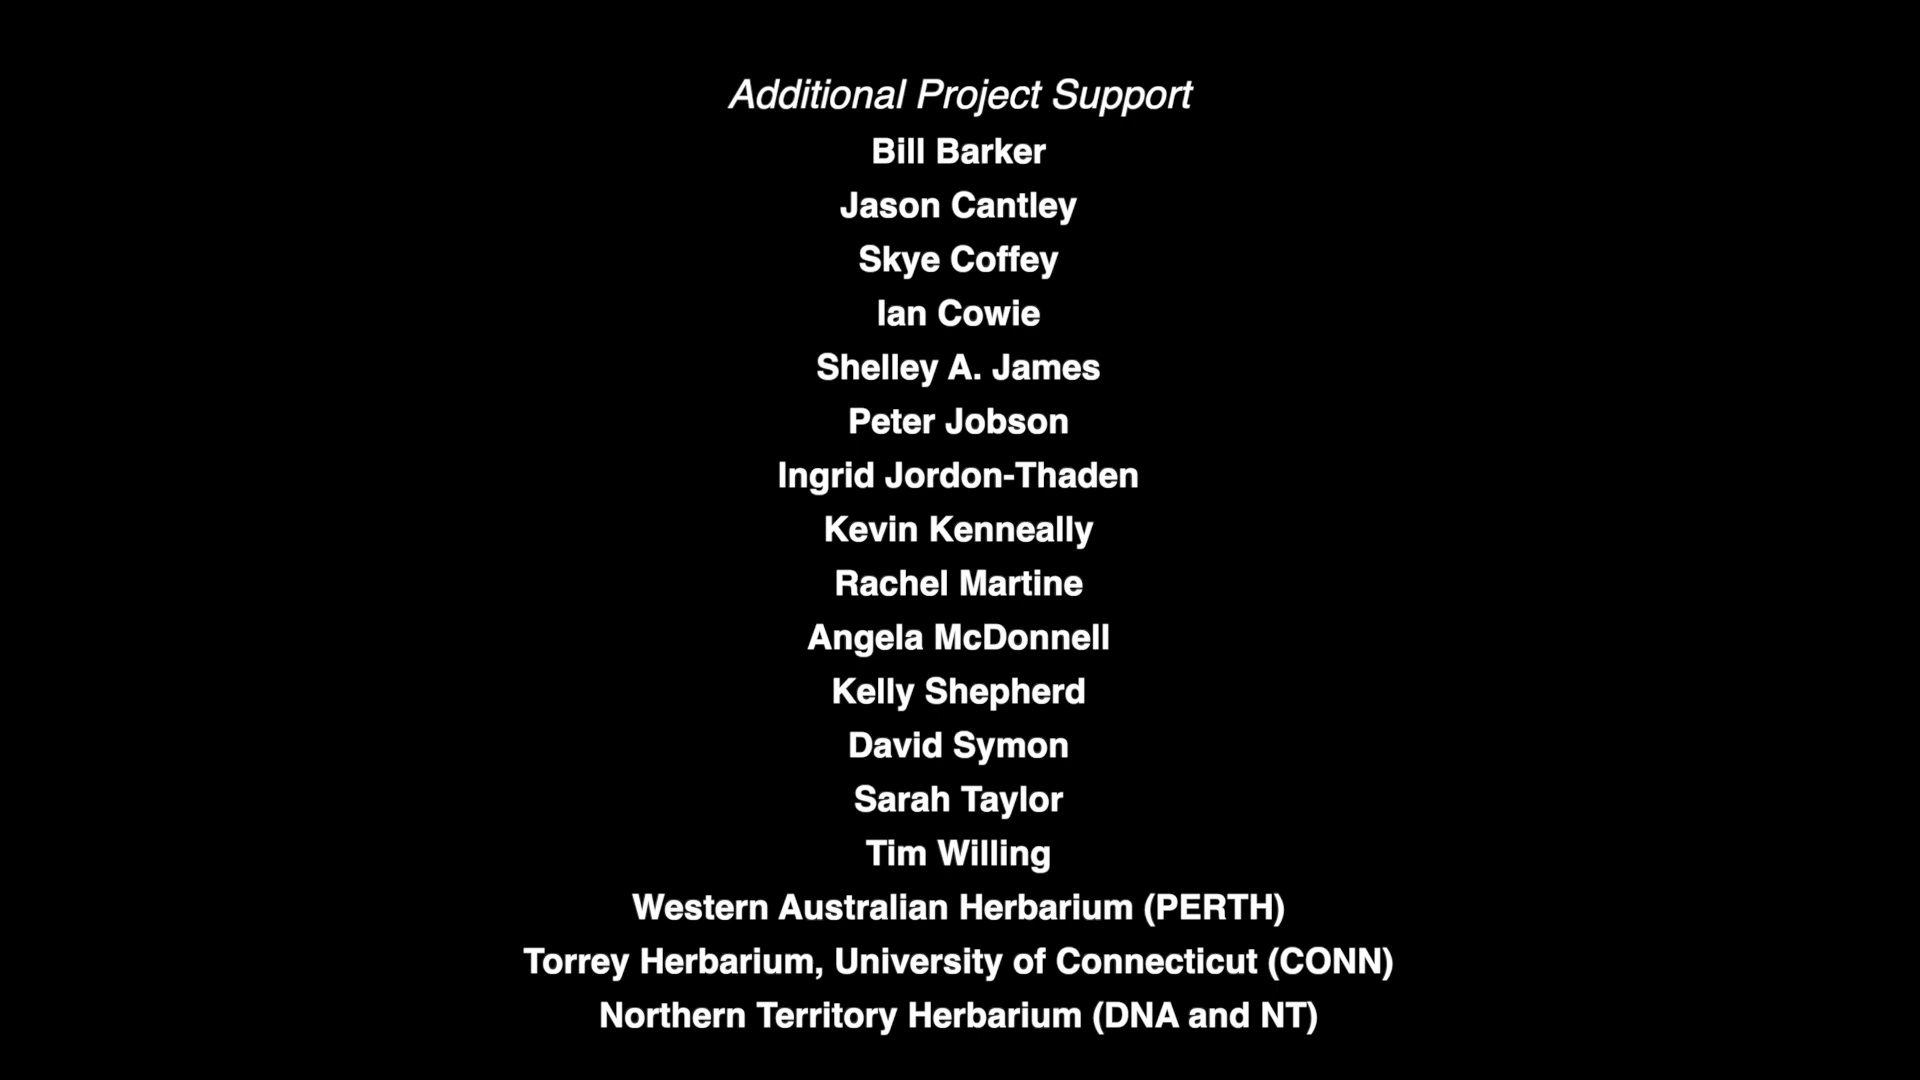 Additional Project Support
Bill Barker
Jason Cantley
Skye Coffey
Ian Cowie
Shelley A. James
Peter Jobson
Ingrid Jordon-Thaden
Kevin Kenneally
Rachel Martine
Angela McDonnell
Kelly Shepherd
David Symon
Sarah Taylor
Tim Willing
Western Australian Herbarium (PERTH)
Torrey Herbarium, University of Connecticut (CONN)
Northern Territory Herbarium (DNA and NT)